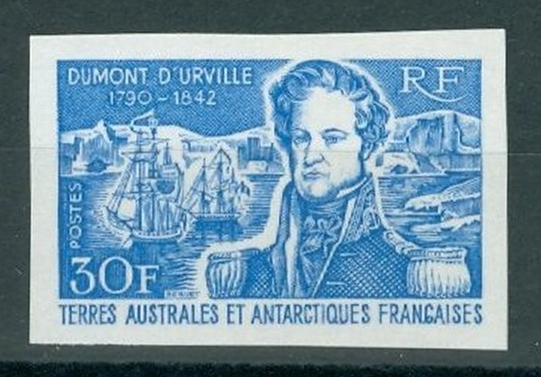 DUMONT D'URVILLE
1790-1842
RF
POSTES
30F
TERRES AUSTRALES ET ANTARCTIQUES FRANÇAISES